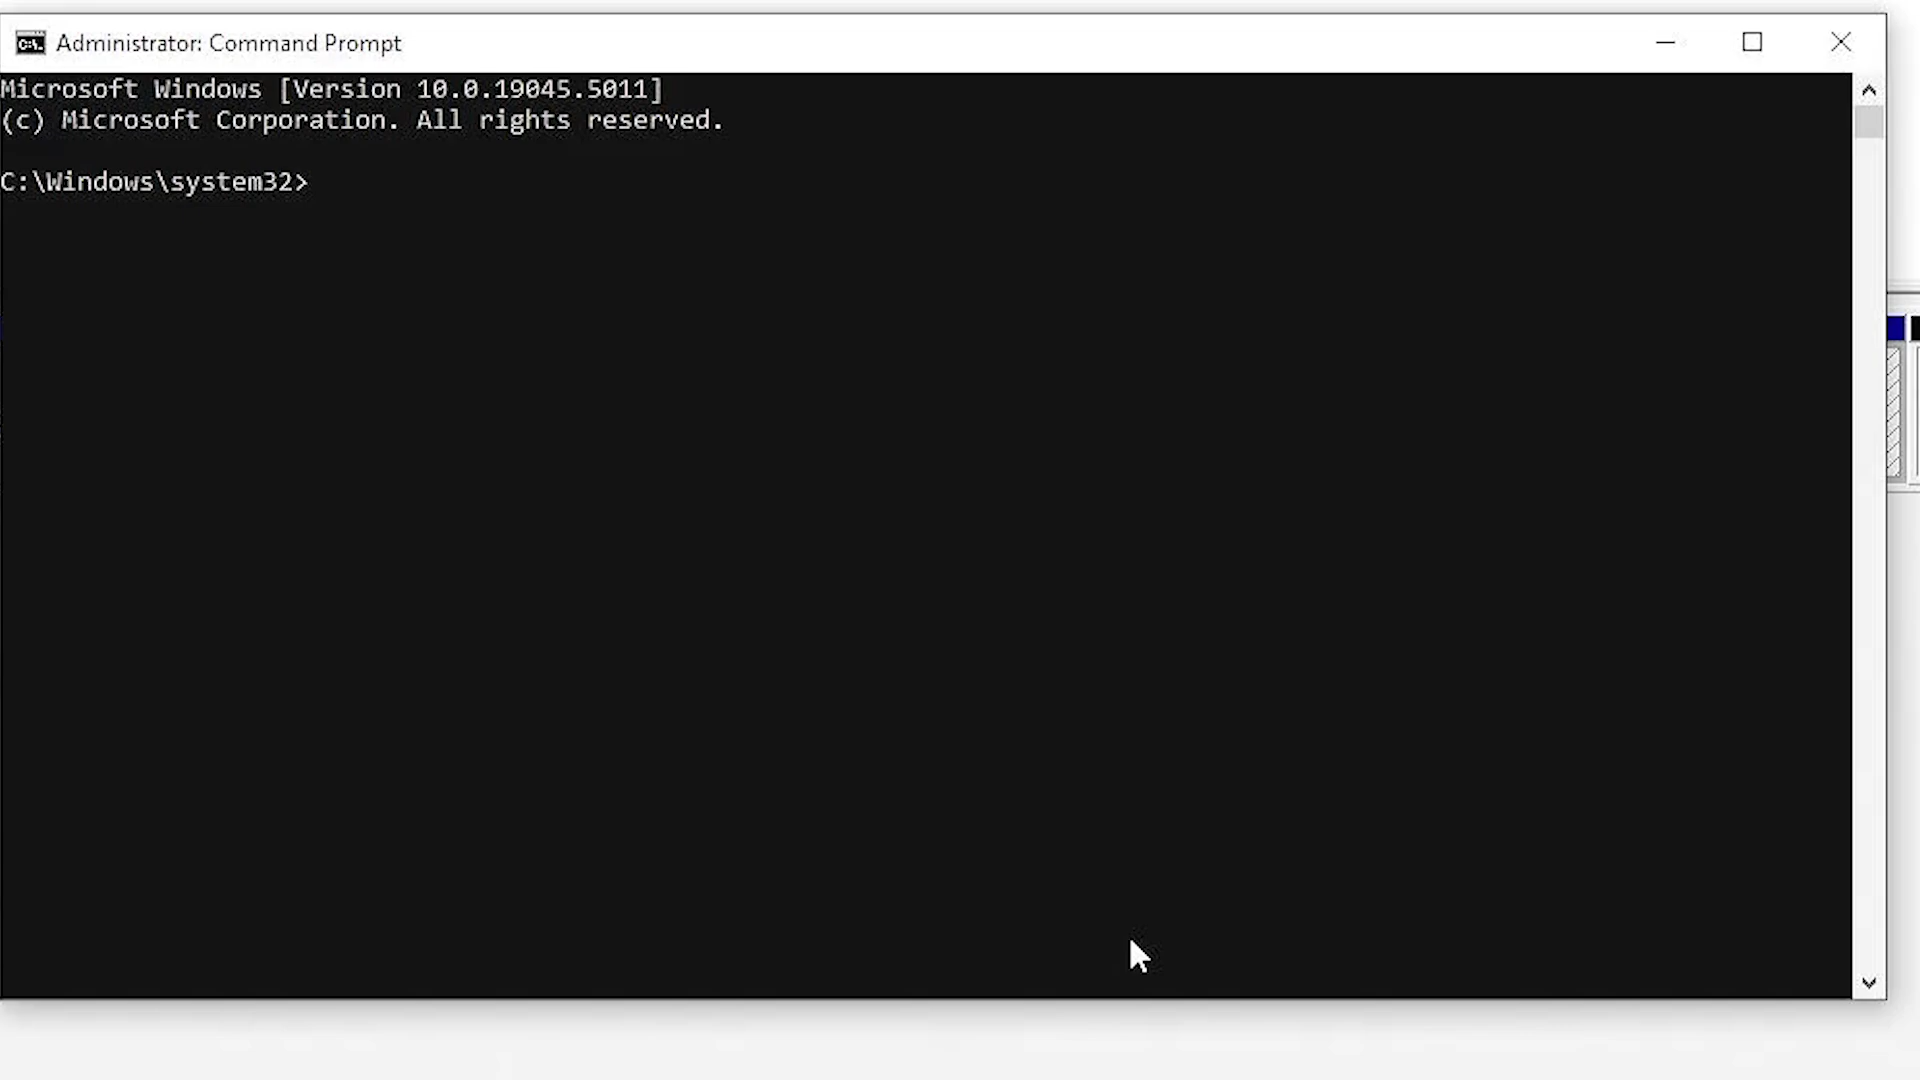 Administrator: Command Prompt
Microsoft Windows [Version 10.0.19045.5011]
(c) Microsoft Corporation. All rights reserved.
C:\Windows\system32>